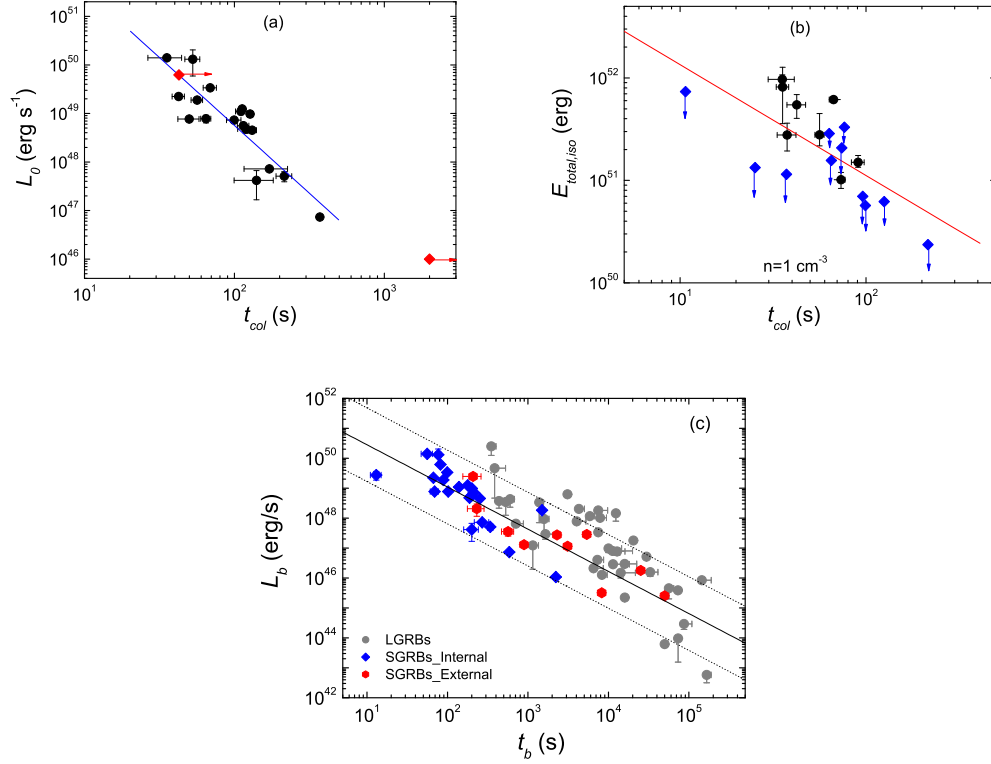 (a)
10^51
10^50
10^49
10^48
10^47
10^46
L_0 (erg s^-1)
10^1 10^2 10^3
t_col (s)
(b)
10^52
10^51
10^50
E_total,iso (erg)
n=1 cm^-3
10^1 10^2
t_col (s)
(c)
10^52
10^50
10^48
10^46
10^44
10^42
L_b (erg/s)
LGRBs
SGRBs_Internal
SGRBs_External
10^1 10^2 10^3 10^4 10^5
t_b (s)